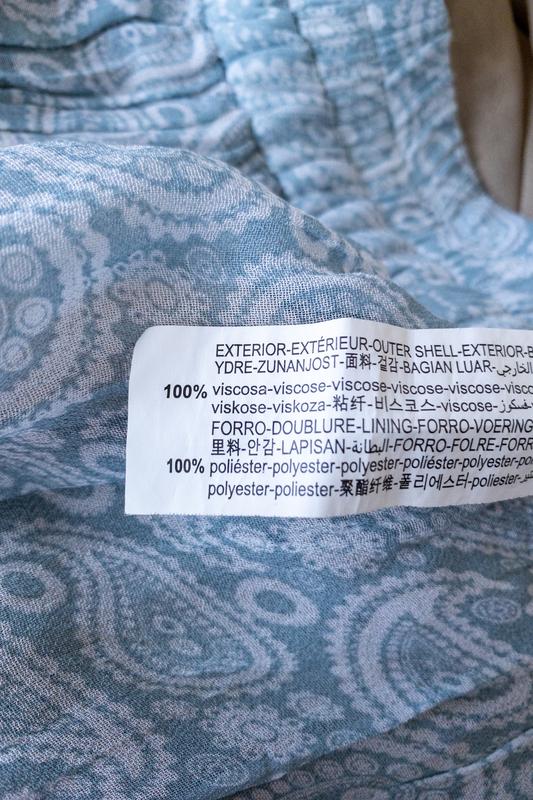 EXTERIOR-EXTÉRIEUR-OUTER SHELL-EXTERIOR-
YDRE-ZUNANJOST-面料-겉감-BAGIAN LUAR-الخارجي
100% viscosa-viscose-viscose-viscose-viscose-
viskose-viskoza-粘纤-비스코스-viscose-فسكوز
FORRO-DOUBLURE-LINING-FORRO-VOERING
里料-안감-LAPISAN-البطانة-FORRO-FOLRE-FORR
100% poliéster-polyester-polyester-poliéster-polyester-
polyester-poliester-聚酯纤维-폴리에스터-poliester-